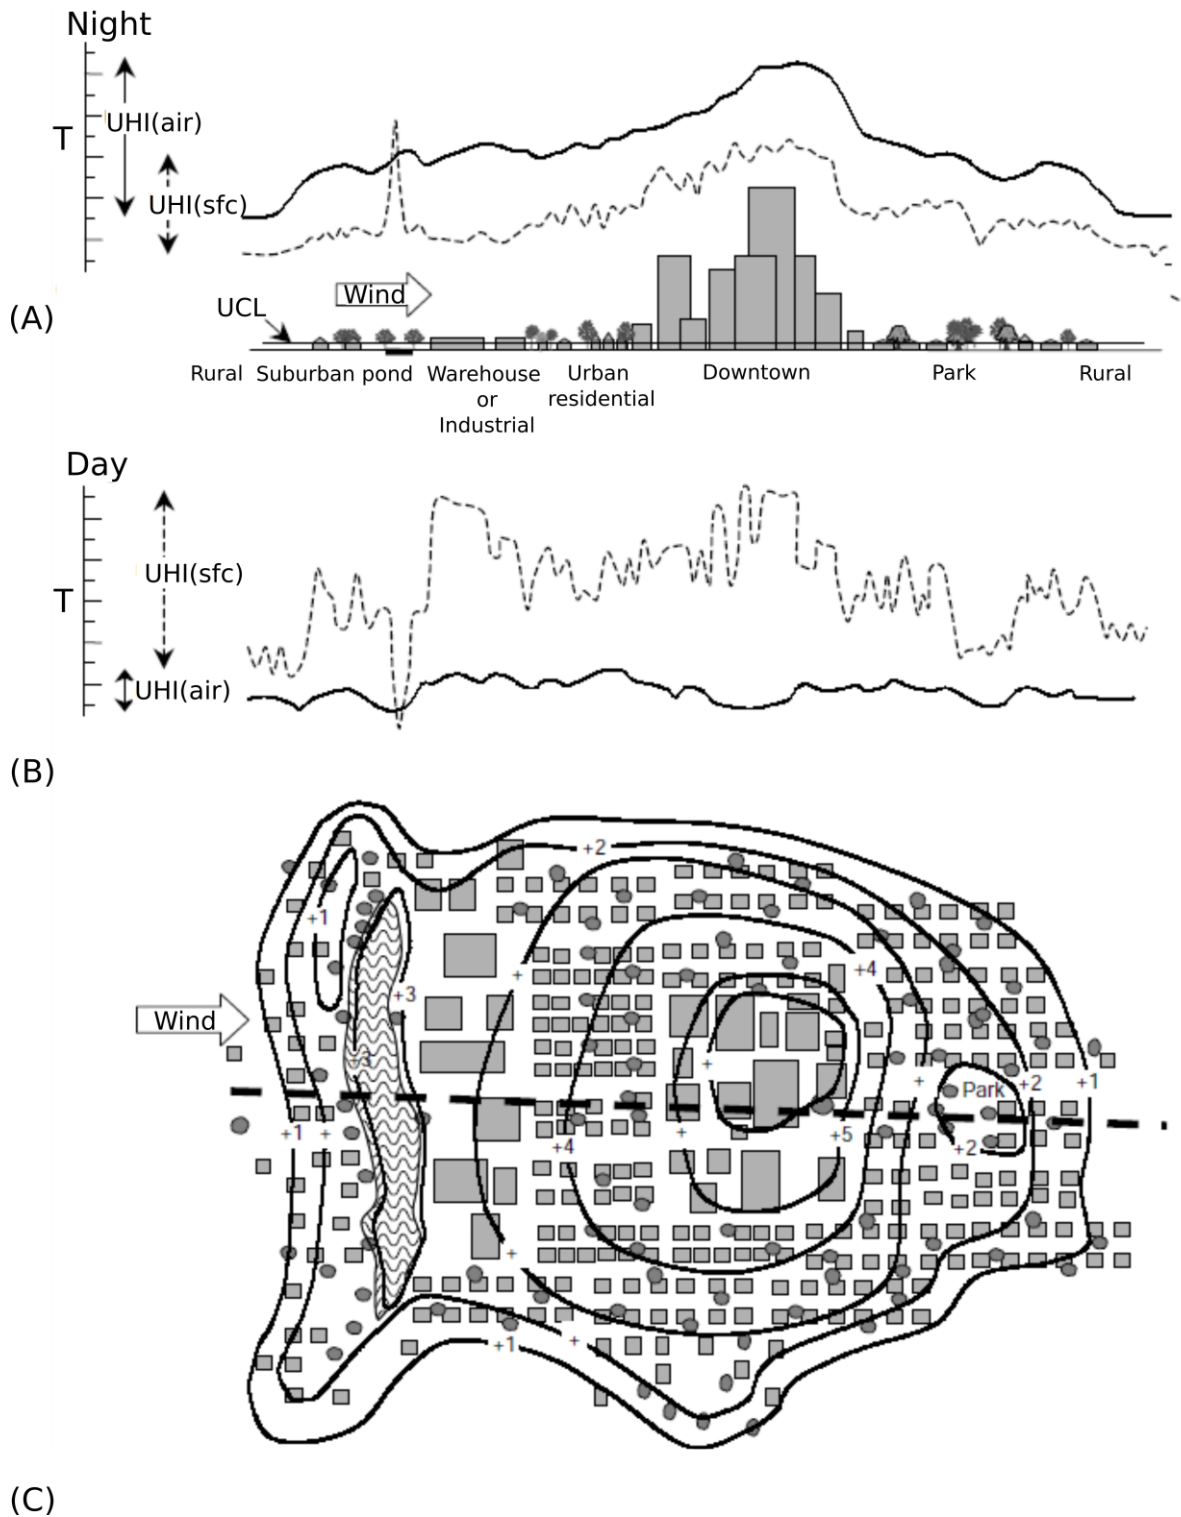 Night
UHI(air)
T
UHI(sfc)
Wind
UCL
(A)
Rural Suburban pond Warehouse or Industrial Urban residential Downtown Park Rural
Day
UHI(sfc)
T
UHI(air)
(B)
+2
+1
+4
+
+3
Wind
+3
+
+
Park
+2
+1
+1
+
+
+5
+4
+2
+
+
+1
(C)